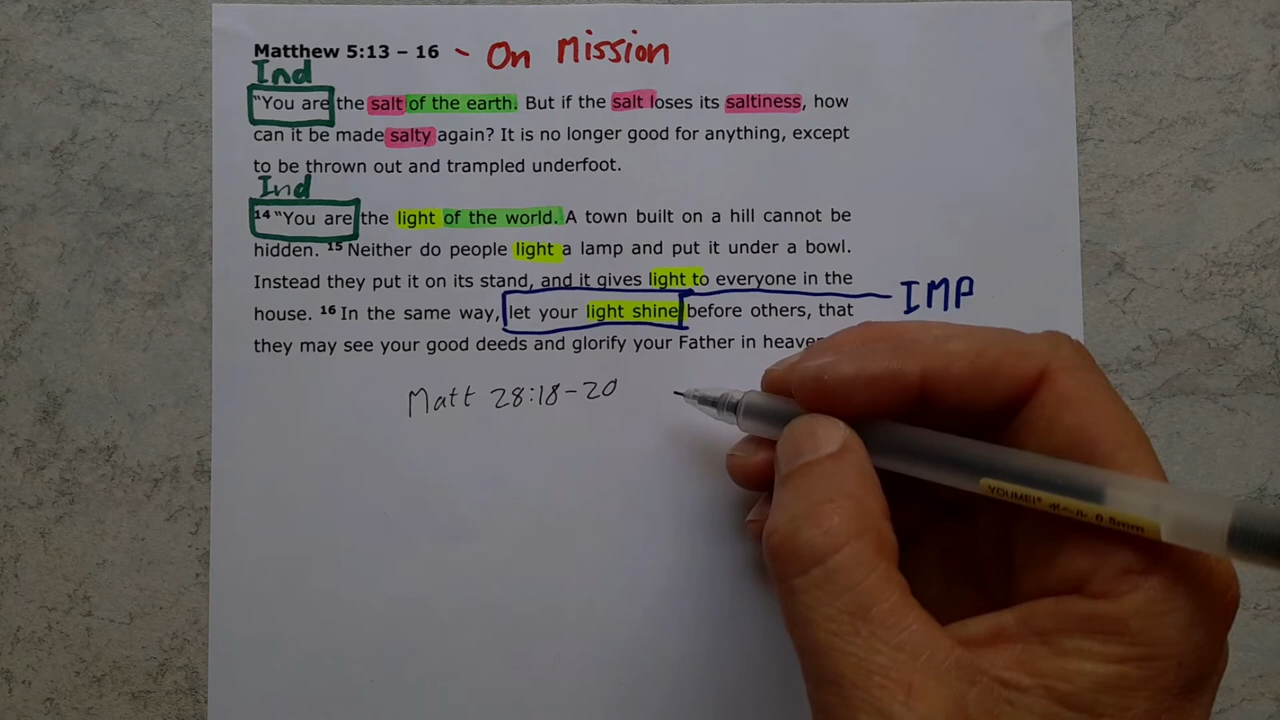 Matthew 5:13 – 16 ~ On Mission
Ind
"You are the salt of the earth. But if the salt loses its saltiness, how
can it be made salty again? It is no longer good for anything, except
to be thrown out and trampled underfoot.
Ind
14 "You are the light of the world. A town built on a hill cannot be
hidden. 15 Neither do people light a lamp and put it under a bowl.
Instead they put it on its stand, and it gives light to everyone in the
house. 16 In the same way, let your light shine before others, that
IMP
they may see your good deeds and glorify your Father in heaven
Matt 28:18-20
YOUMEI 0.5mm